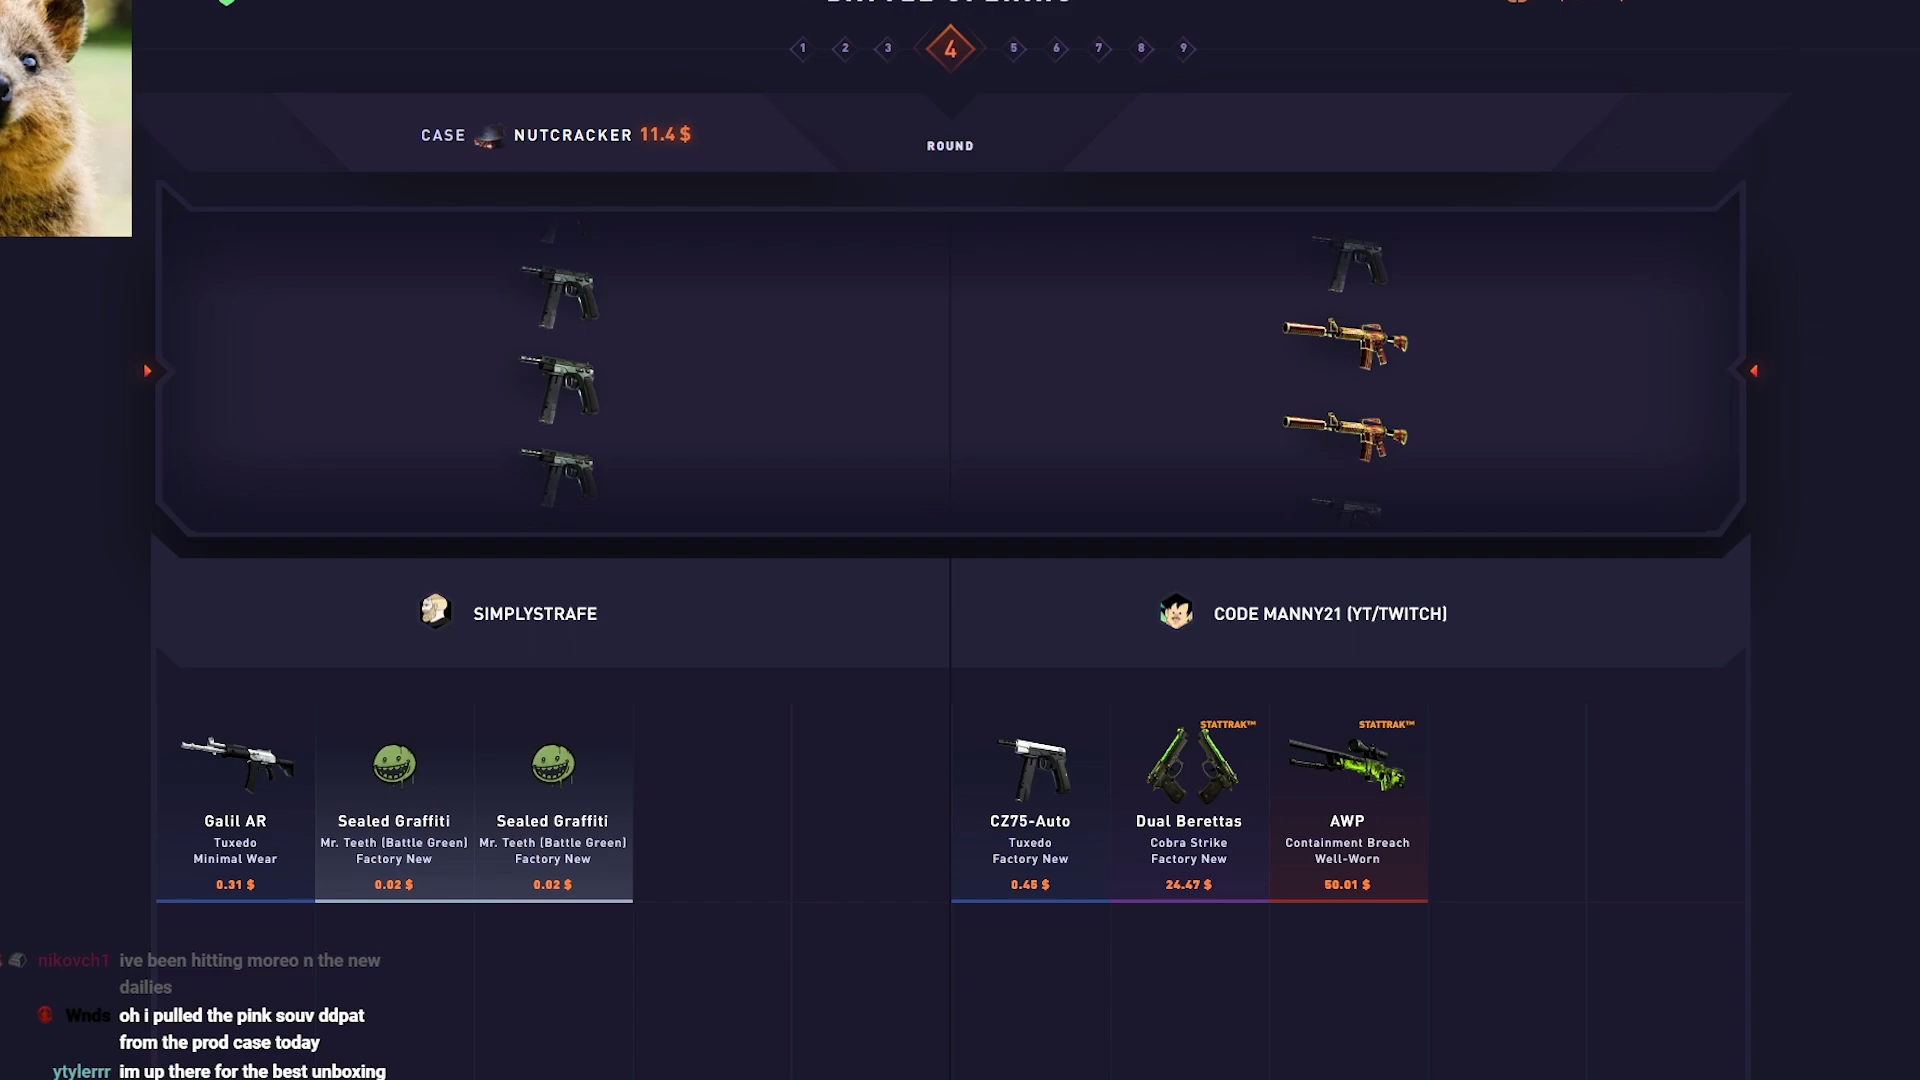 1 2 3 4 5 6 7 8 9
CASE NUTCRACKER 11.4 $
ROUND
SIMPLYSTRAFE
CODE MANNY21 (YT/TWITCH)
Galil AR
Tuxedo
Minimal Wear
0.31 $
Sealed Graffiti
Mr. Teeth (Battle Green)
Factory New
0.02 $
Sealed Graffiti
Mr. Teeth (Battle Green)
Factory New
0.02 $
CZ75-Auto
Tuxedo
Factory New
0.45 $
STATTRAK™
Dual Berettas
Cobra Strike
Factory New
24.47 $
STATTRAK™
AWP
Containment Breach
Well-Worn
50.01 $
nikovch1 ive been hitting moreo n the new
dailies
Wnds oh i pulled the pink souv ddpat
from the prod case today
ytylerrr im up there for the best unboxing